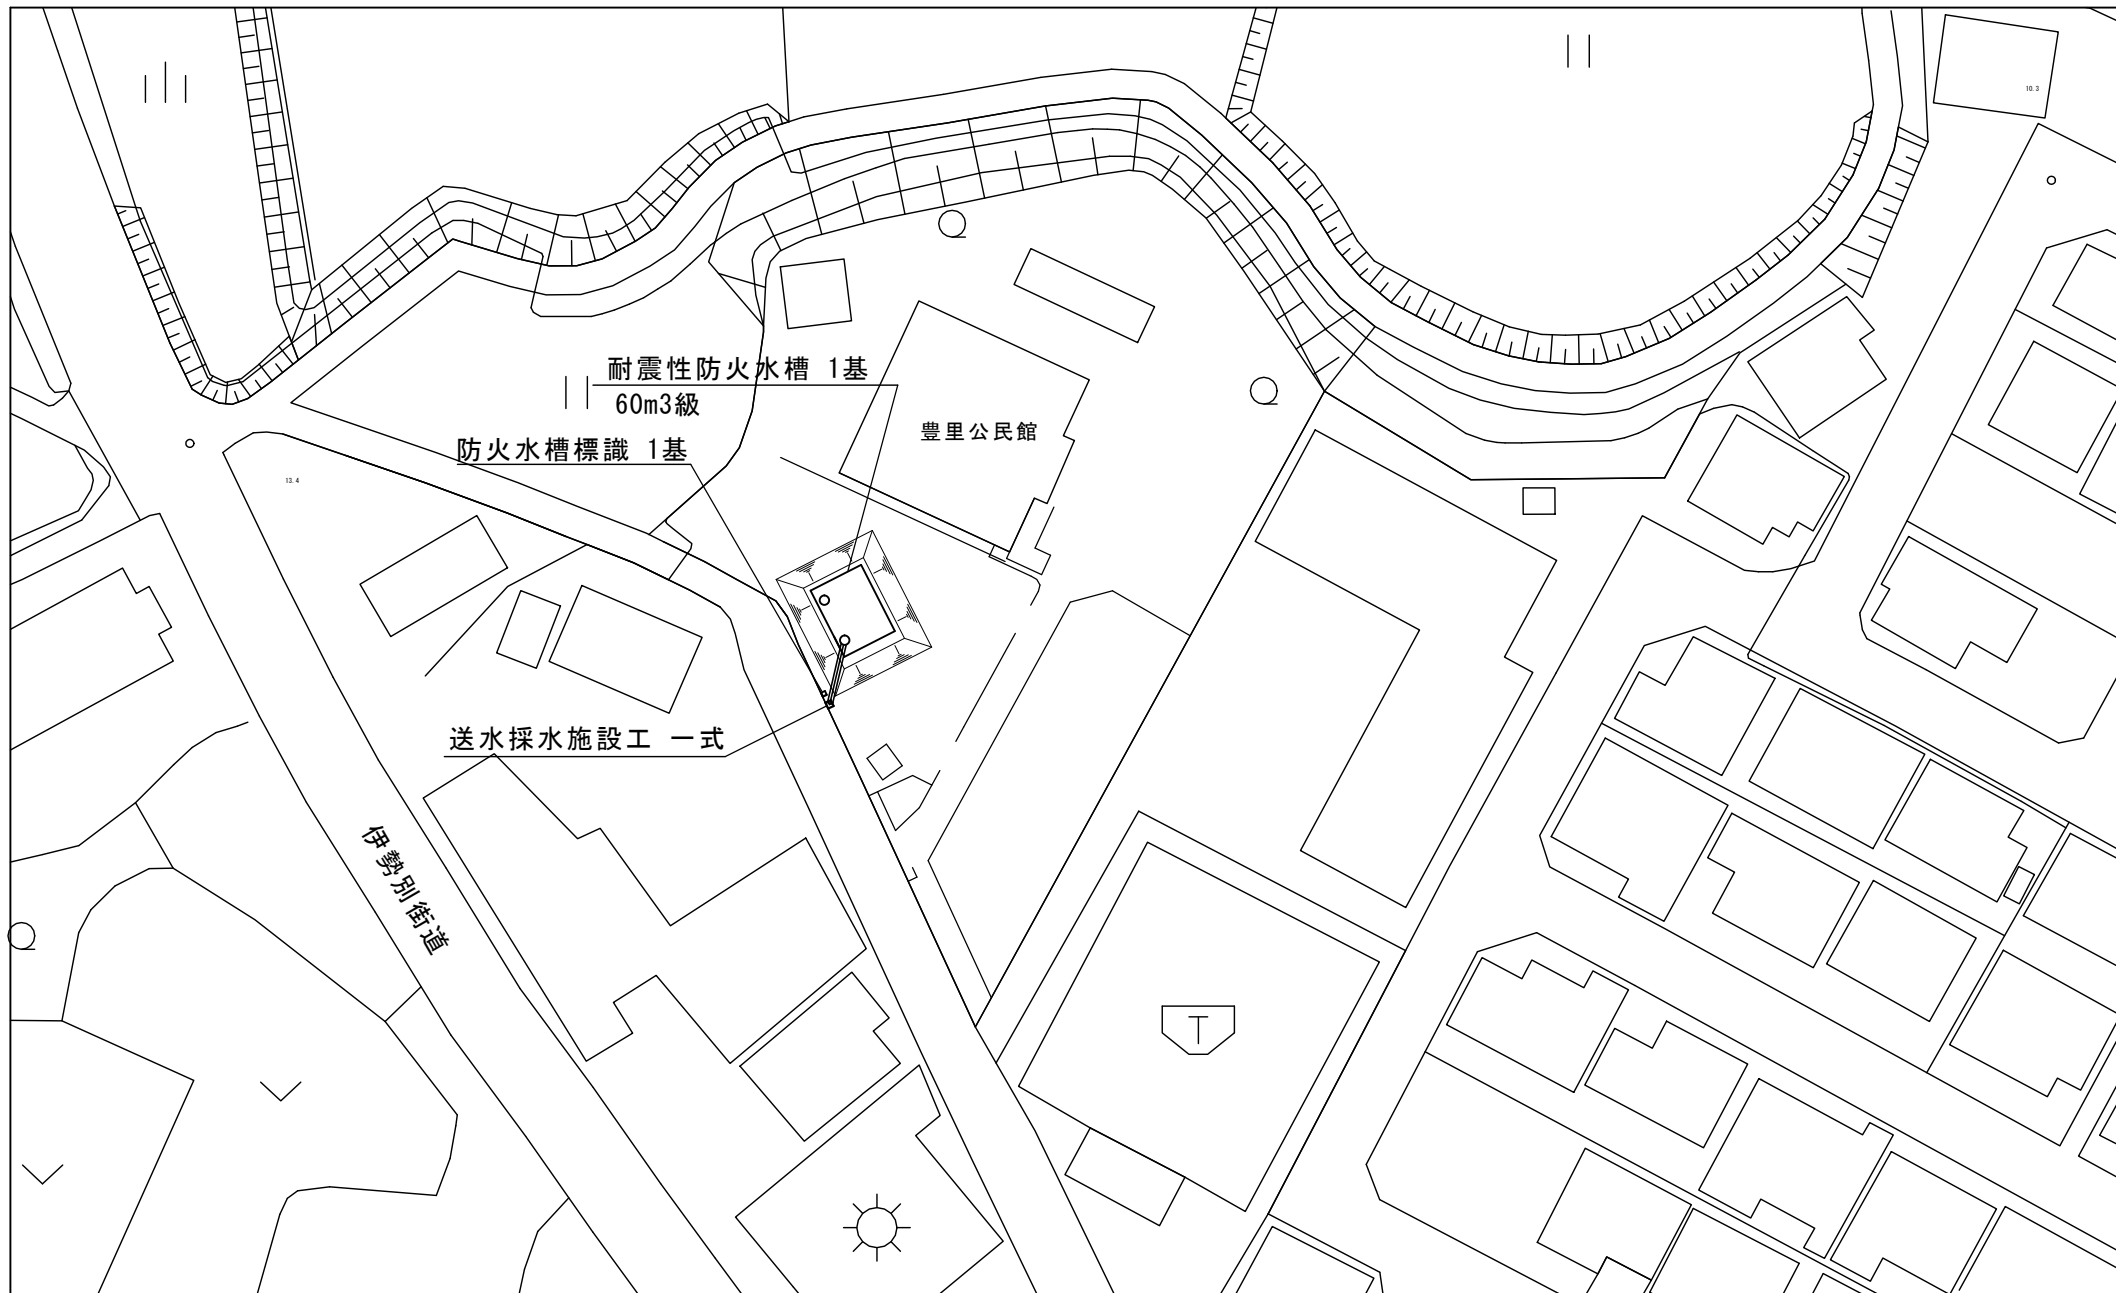 10.3
耐震性防火水槽 1基
60m3級
豊里公民館
防火水槽標識 1基
13.4
送水採水施設工 一式
伊勢別街道
T